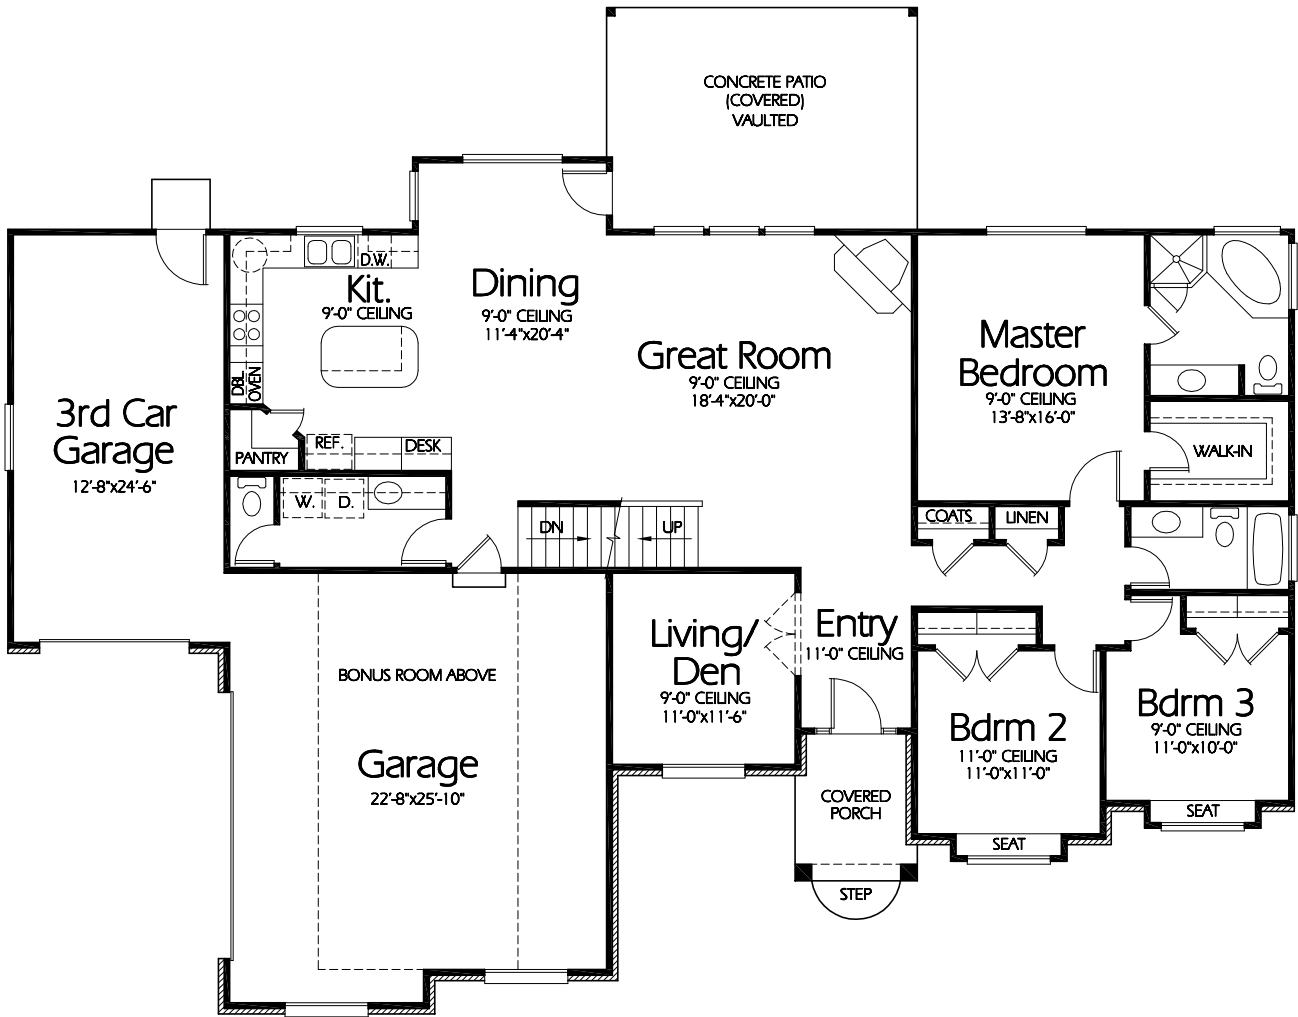 CONCRETE PATIO
(COVERED)
VAULTED
D.W.
Kit.
9'-0" CEILING
Dining
9'-0" CEILING
11'-4"x20'-4"
Great Room
9'-0" CEILING
18'-4"x20'-0"
Master
Bedroom
9'-0" CEILING
13'-8"x16'-0"
DBL
OVEN
3rd Car
Garage
12'-8"x24'-6"
PANTRY
REF.
DESK
WALK-IN
W.
D.
DN
UP
COATS
LINEN
Living/
Den
9'-0" CEILING
11'-0"x11'-6"
Entry
11'-0" CEILING
BONUS ROOM ABOVE
Garage
22'-8"x25'-10"
Bdrm 2
11'-0" CEILING
11'-0"x11'-0"
Bdrm 3
9'-0" CEILING
11'-0"x10'-0"
COVERED
PORCH
SEAT
SEAT
STEP